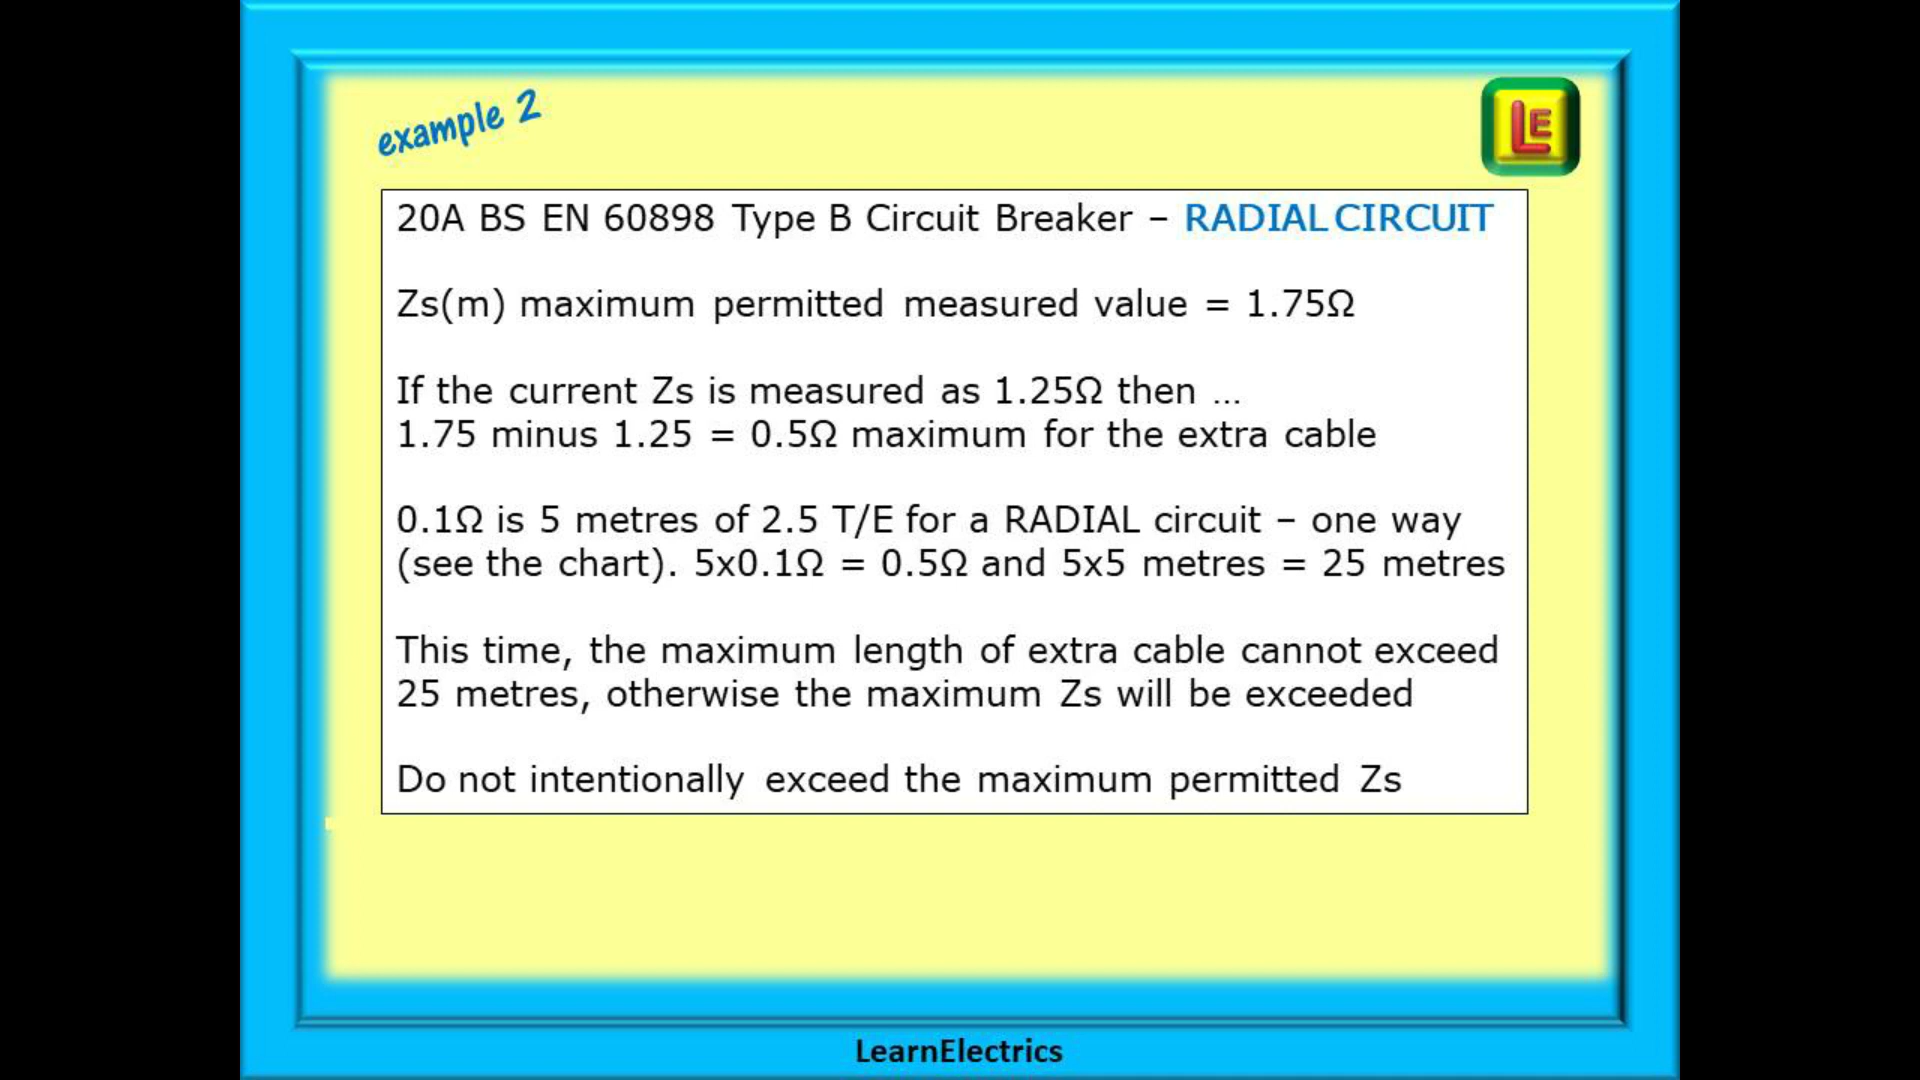 example 2
LE
20A BS EN 60898 Type B Circuit Breaker – RADIAL CIRCUIT
Zs(m) maximum permitted measured value = 1.75Ω
If the current Zs is measured as 1.25Ω then ...
1.75 minus 1.25 = 0.5Ω maximum for the extra cable
0.1Ω is 5 metres of 2.5 T/E for a RADIAL circuit – one way
(see the chart). 5x0.1Ω = 0.5Ω and 5x5 metres = 25 metres
This time, the maximum length of extra cable cannot exceed
25 metres, otherwise the maximum Zs will be exceeded
Do not intentionally exceed the maximum permitted Zs
LearnElectrics